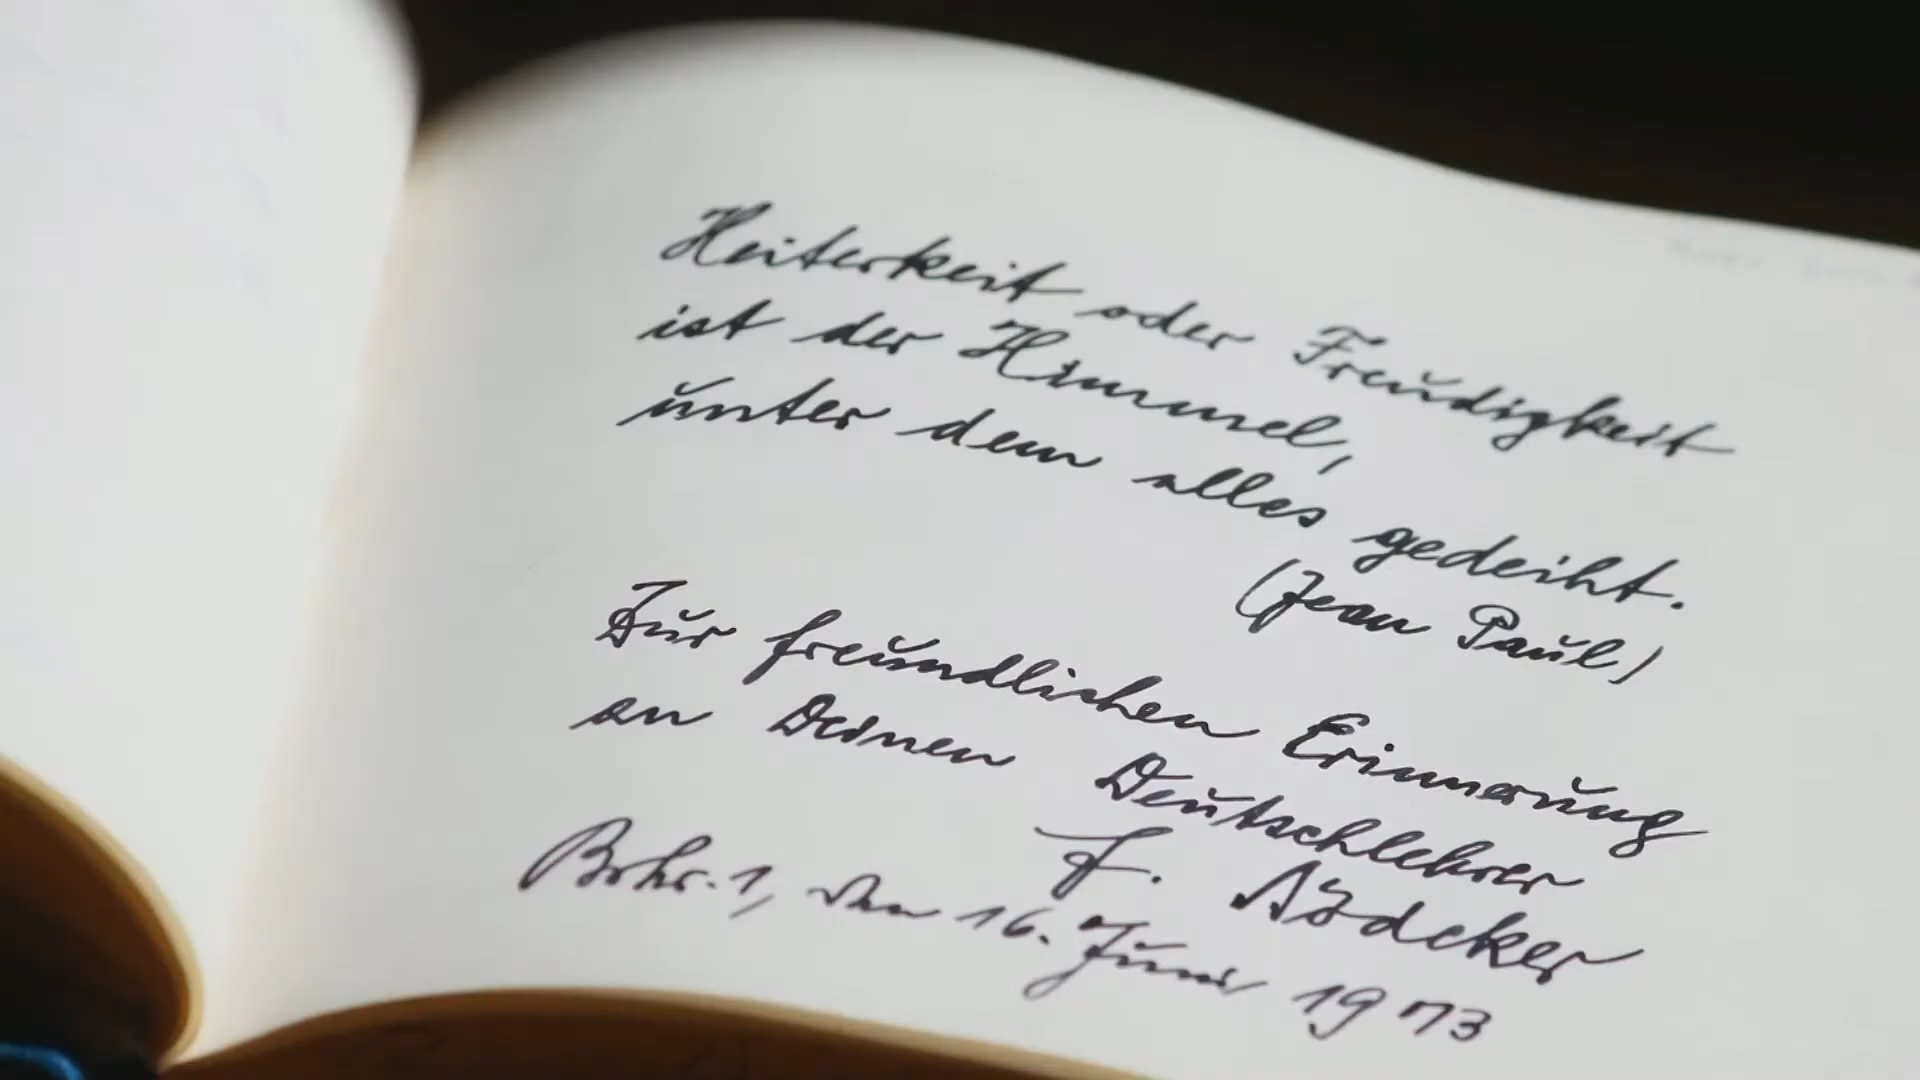 Heiterkeit oder Freudigkeit
ist der Himmel,
unter dem alles gedeiht.
(Jean Paul)
Zur freundlichen Erinnerung
an Deinen Deutschlehrer
F.
den 16. Juni 1973